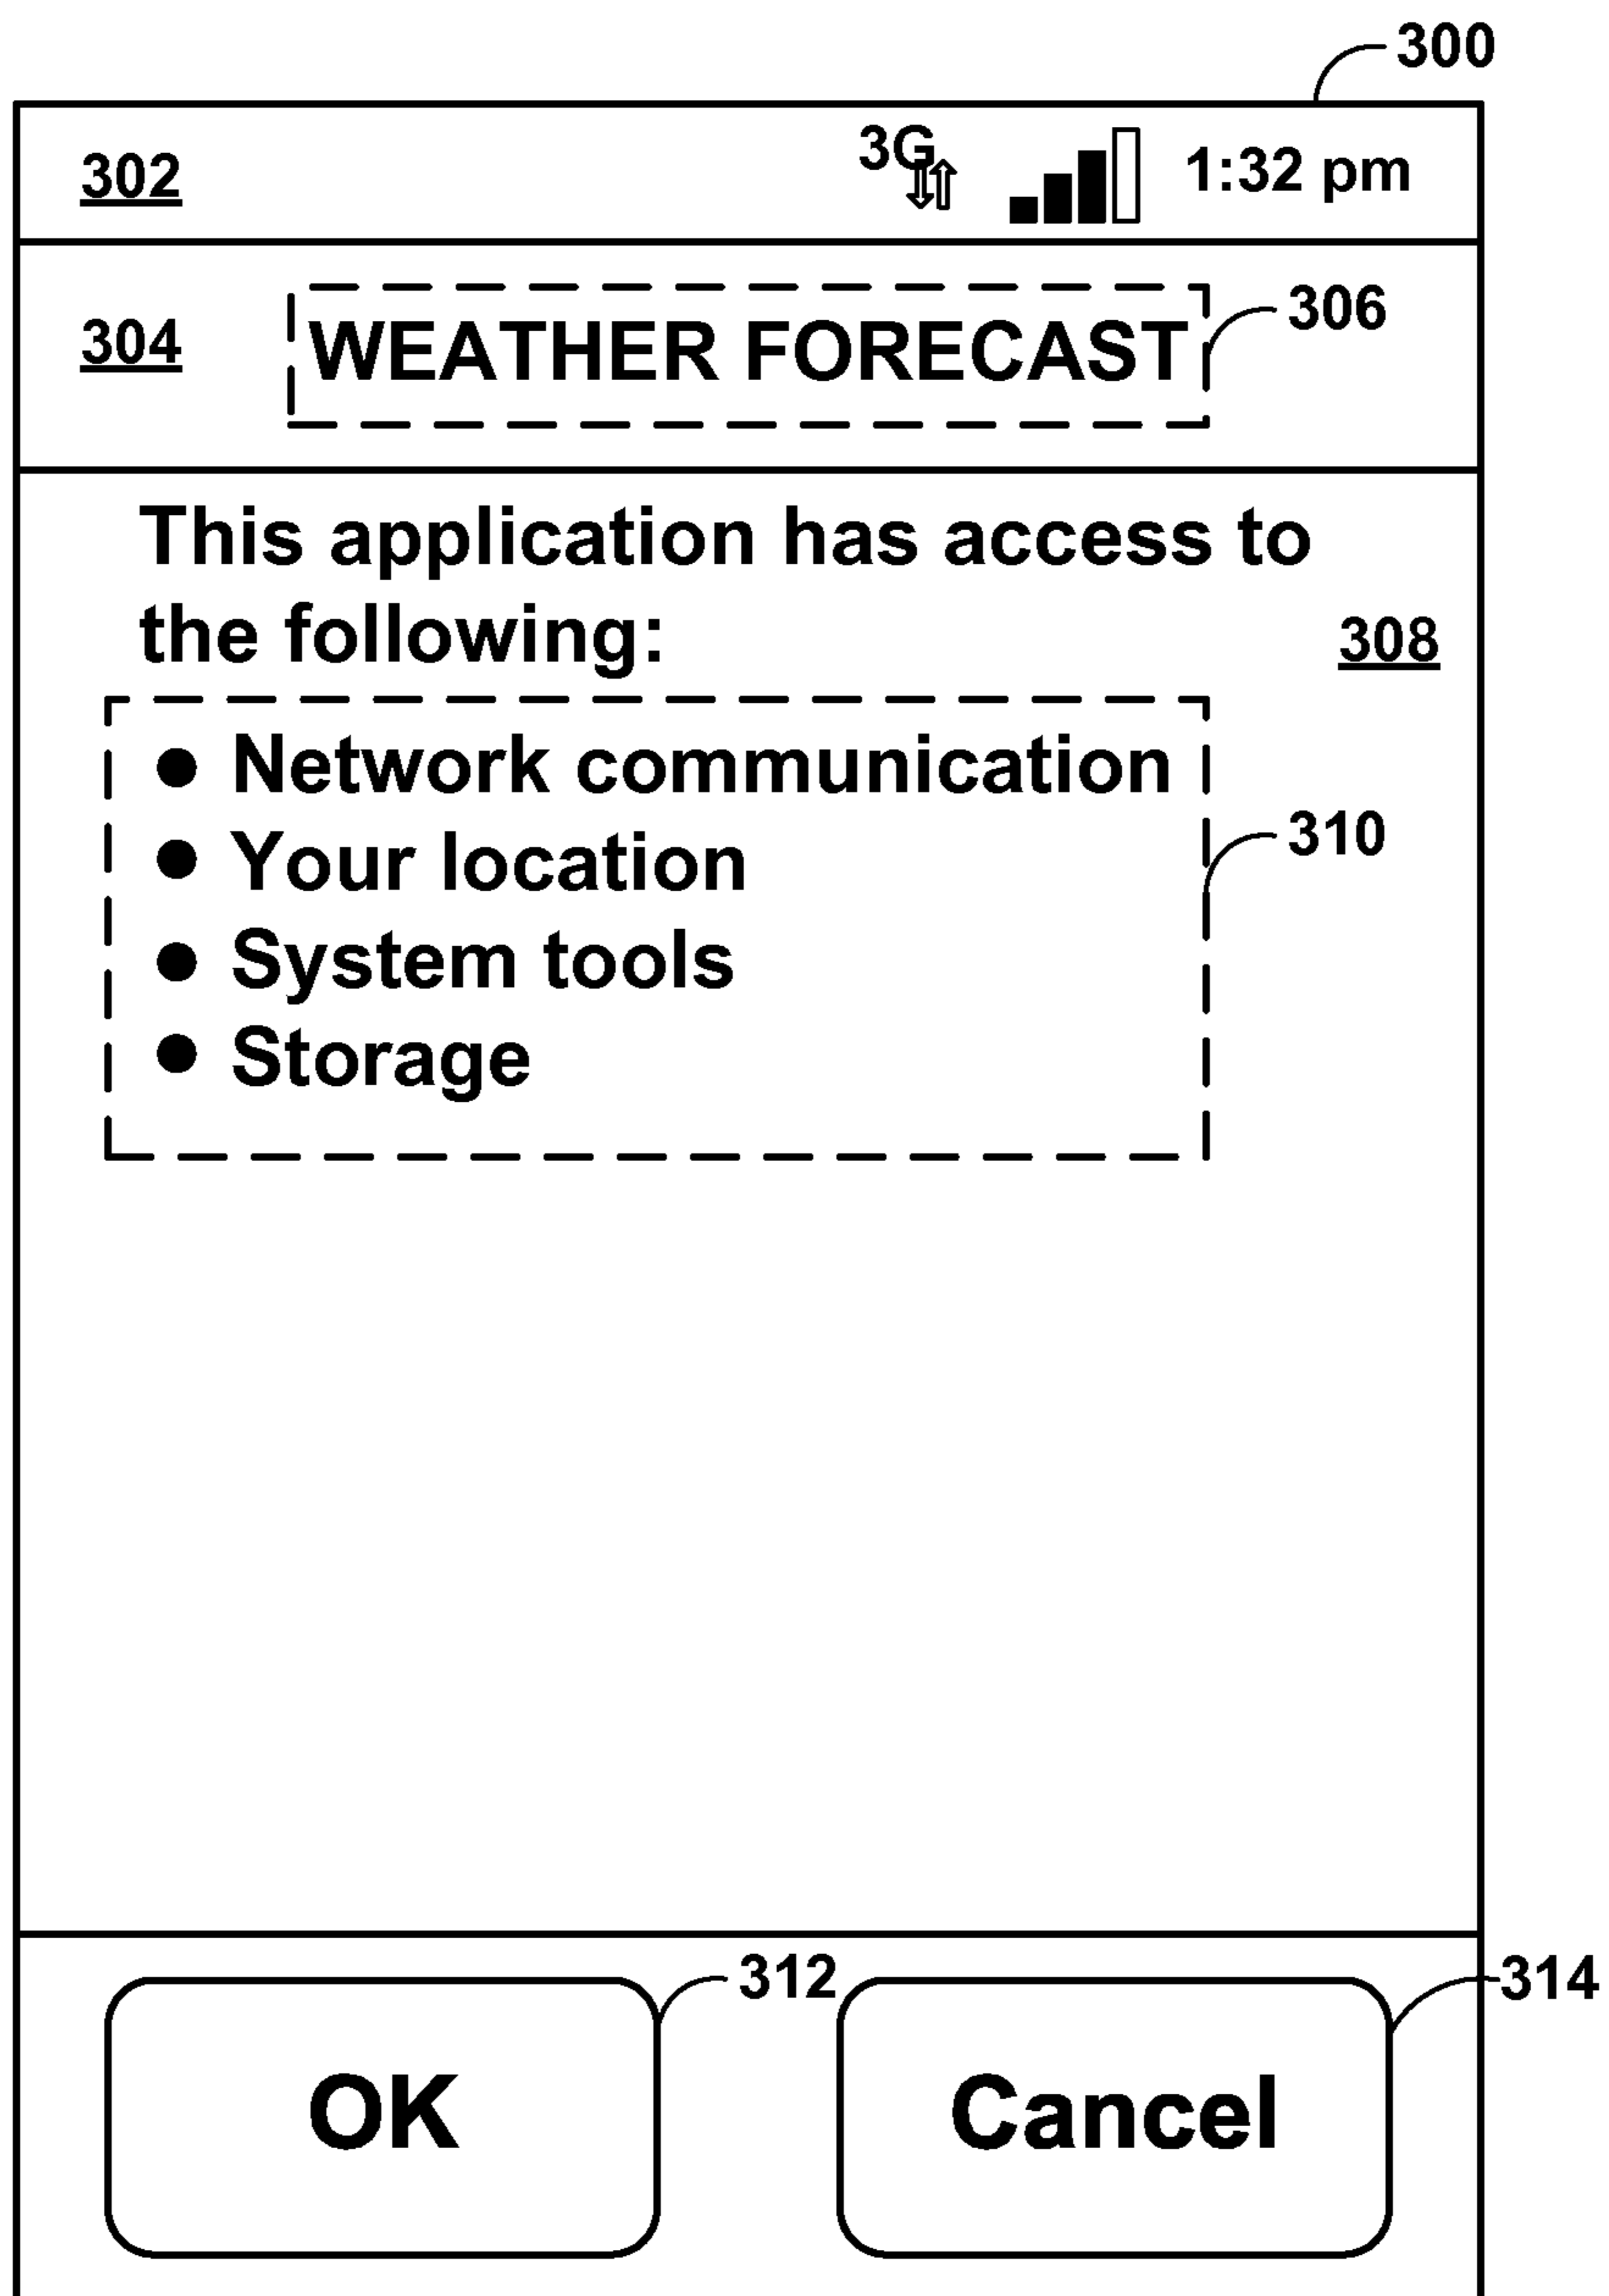 300
302 3G 1:32 pm
304 WEATHER FORECAST 306
This application has access to
the following:
308
● Network communication
● Your location
310
● System tools
● Storage
312
314
OK Cancel